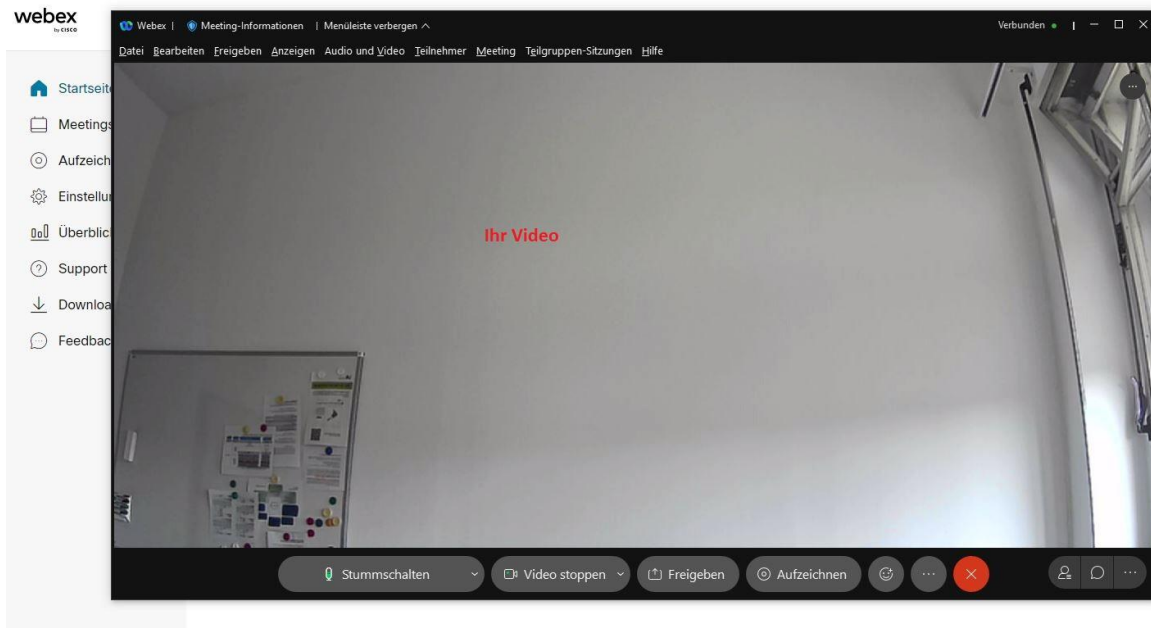 webex
by CISCO
Webex | Meeting-Informationen | Menüleiste verbergen
Verbunden
Datei Bearbeiten Freigeben Anzeigen Audio und Video Teilnehmer Meeting Teilgruppen-Sitzungen Hilfe
Startseite
Meetings
Aufzeich
Einstellu
Überblic
Support
Downloa
Feedbac
Ihr Video
Stummschalten
Video stoppen
Freigeben
Aufzeichnen